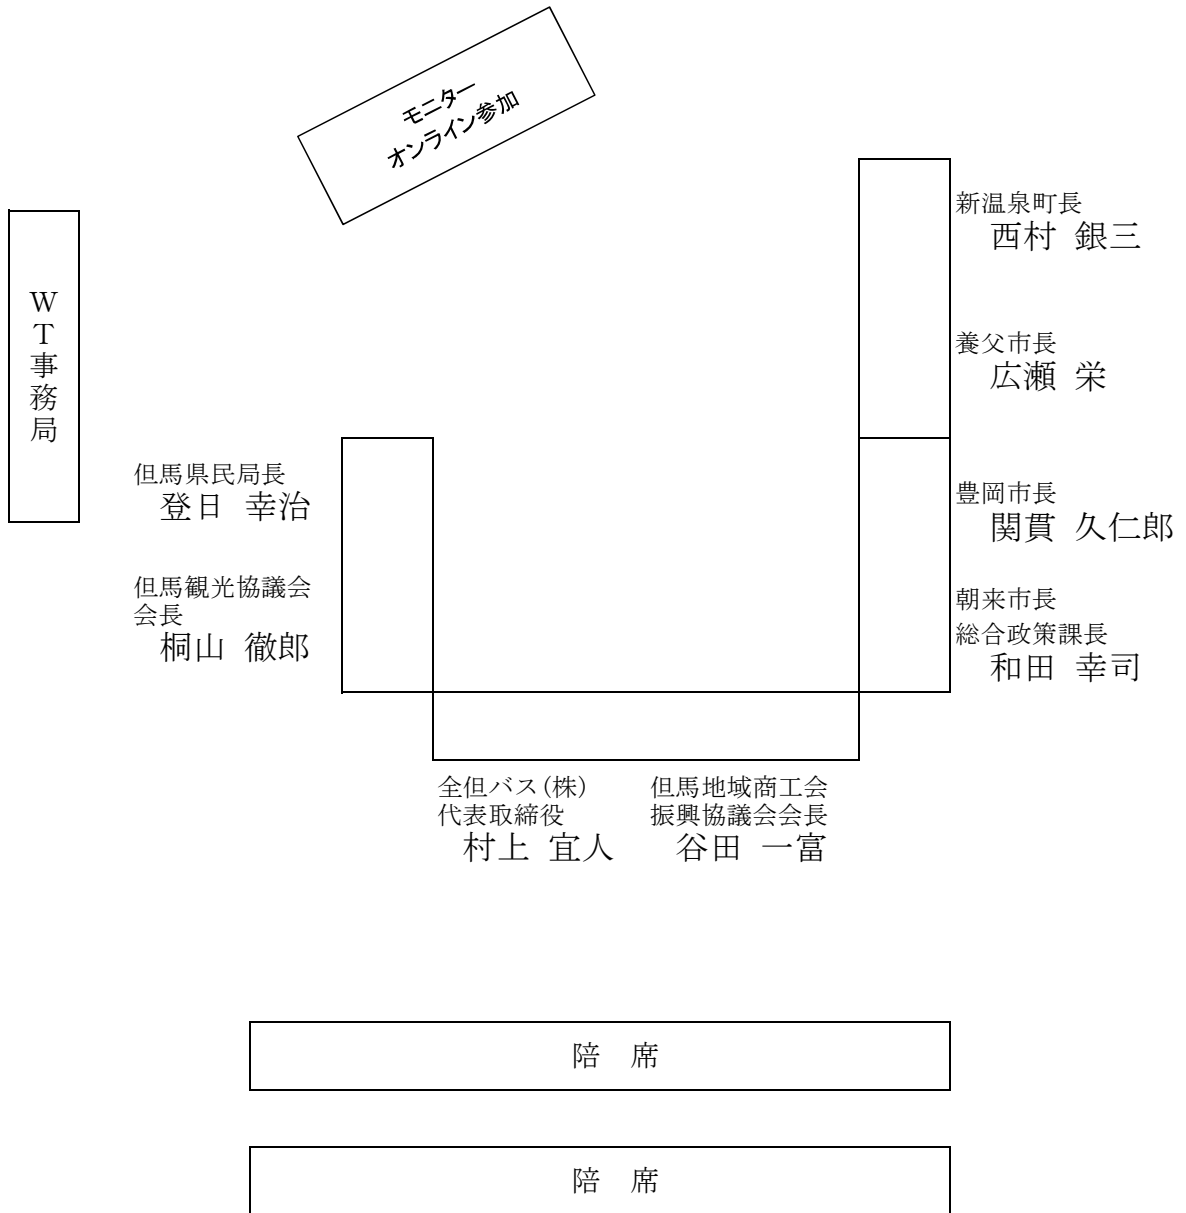 モニター
オンライン参加
WT事務局
新温泉町長
西村 銀三
養父市長
広瀬 栄
豊岡市長
関貫 久仁郎
朝来市長
総合政策課長
和田 幸司
但馬県民局長
登日 幸治
但馬観光協議会
会長
桐山 徹郎
全但バス(株)
代表取締役
村上 宜人
但馬地域商工会
振興協議会会長
谷田 一富
陪 席
陪 席